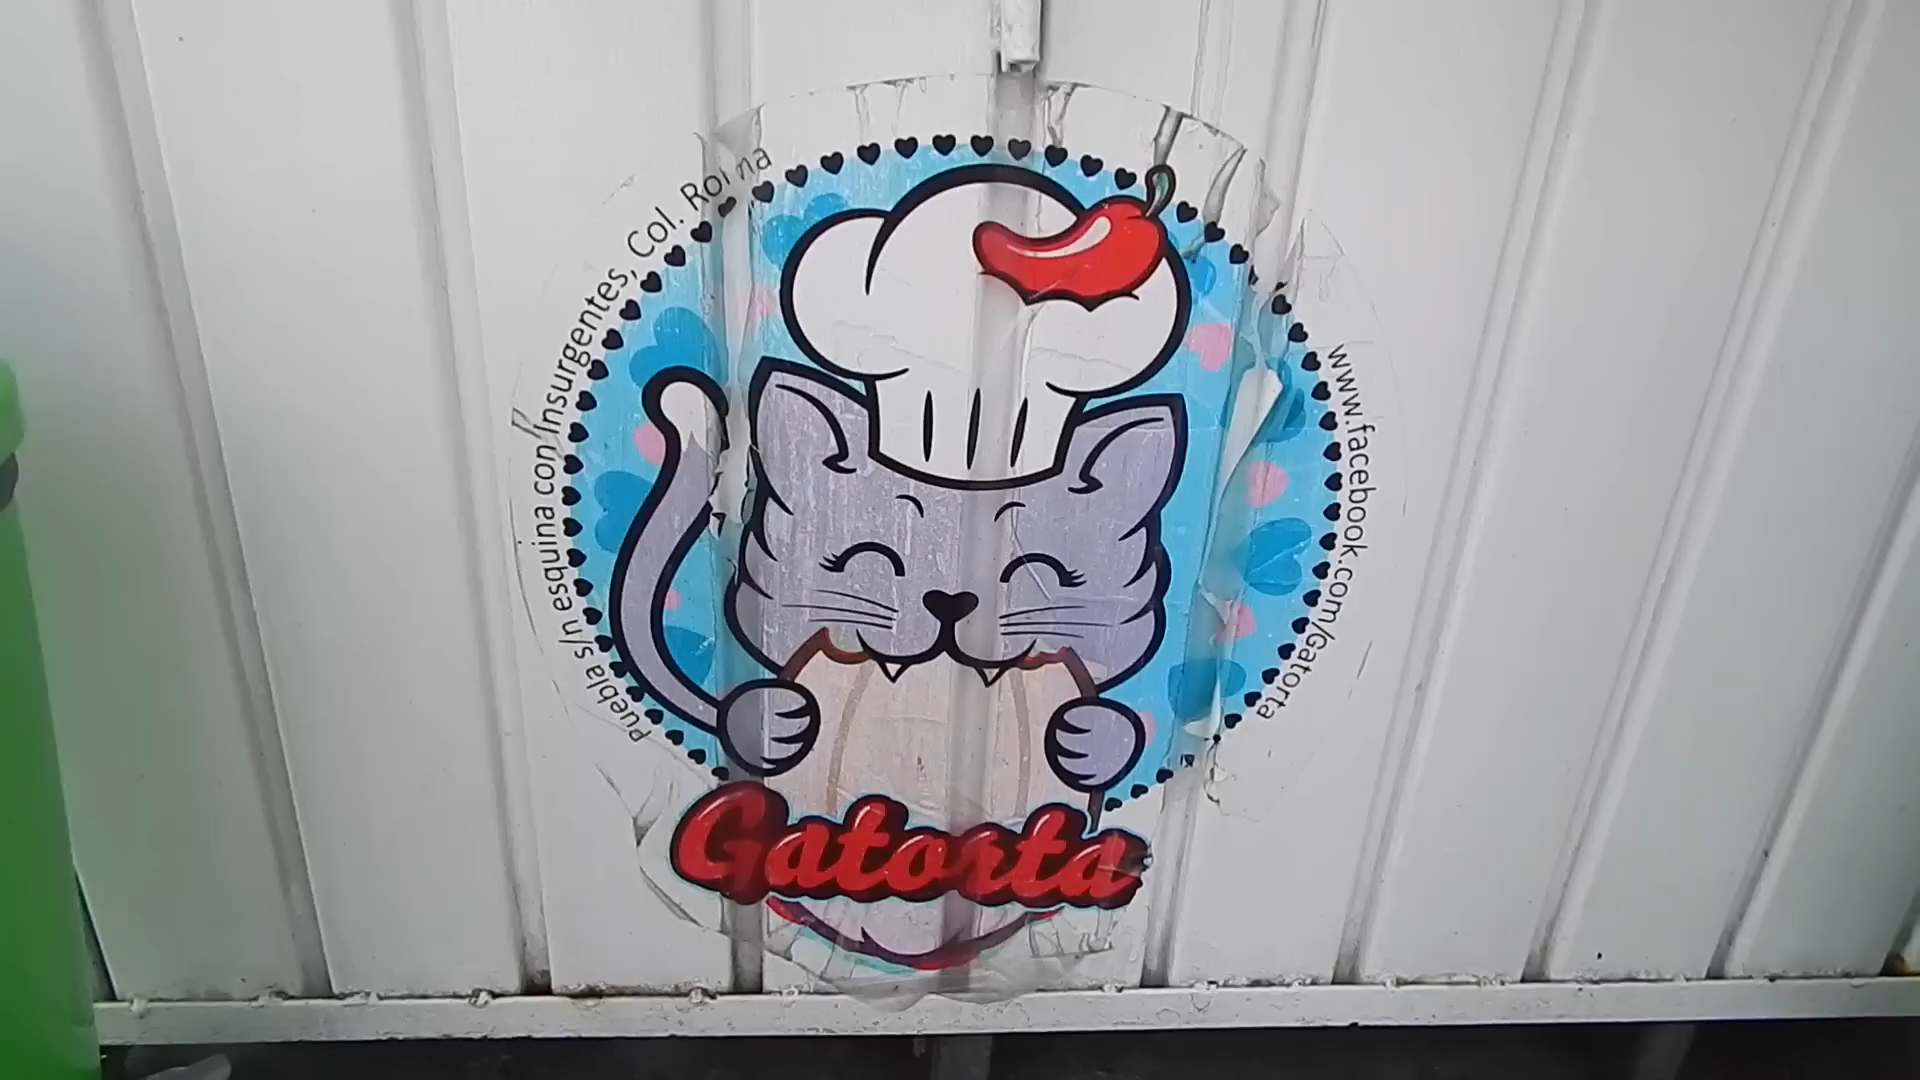 Puebla s/n esquina con Insurgentes, Col. Roma
www.facebook.com/Gatorta
Gatorta